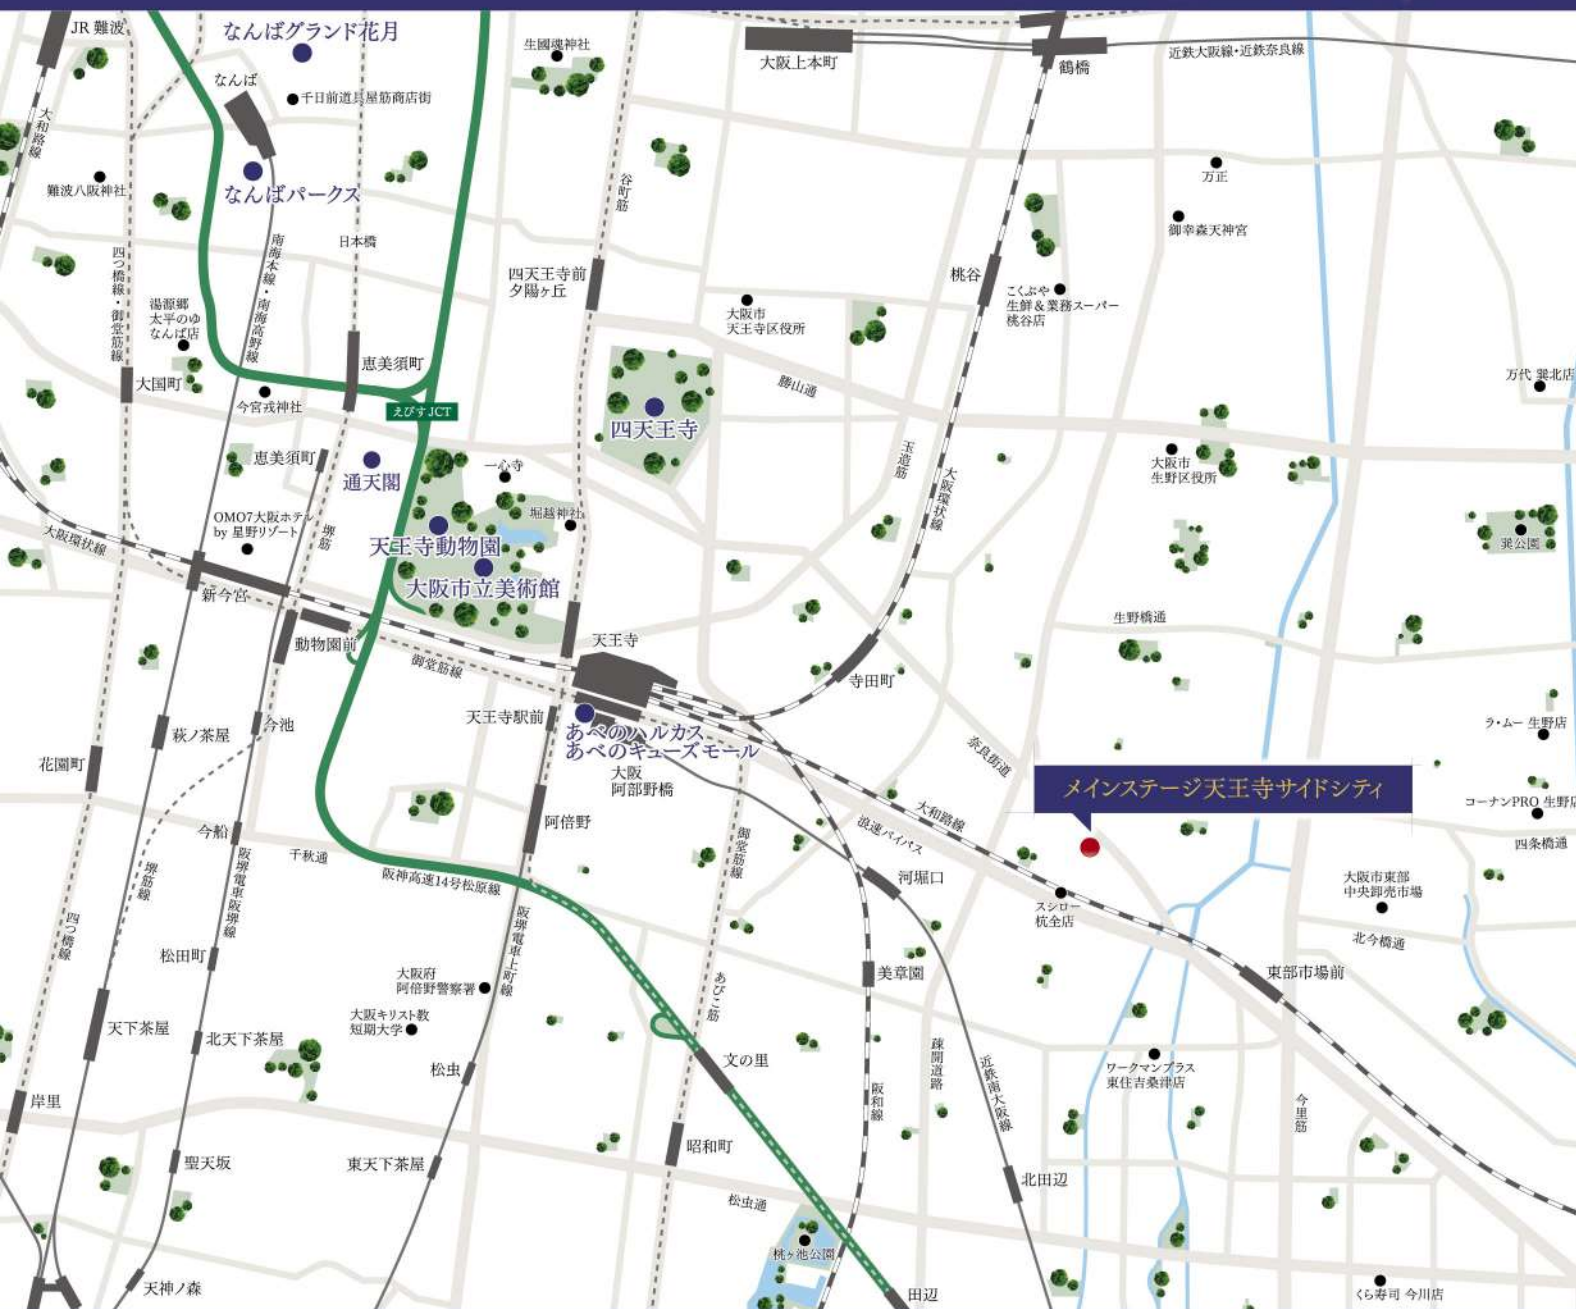 JR 難波
なんばグランド花月
なんば
千日前道具屋筋商店街
生國魂神社
大阪上本町
鶴橋
近鉄大阪線・近鉄奈良線
大和路線
難波八阪神社
なんばパークス
谷町筋
万正
御幸森天神宮
四つ橋線・御堂筋線
南海本線・南海高野線
日本橋
四天王寺前
夕陽ヶ丘
桃谷
こくぶや
生鮮＆業務スーパー
桃谷店
湯源郷
太平のゆ
なんば店
大阪市
天王寺区役所
大国町
恵美須町
今宮戎神社
えびすJCT
勝山通
万代 巽北店
四天王寺
恵美須町
通天閣
一心寺
玉造筋
大阪環状線
大阪市
生野区役所
OMO7大阪ホテル
by 星野リゾート
堺筋
堀越神社
大阪環状線
天王寺動物園
大阪市立美術館
巽公園
新今宮
動物園前
御堂筋線
天王寺
生野橋通
寺田町
萩ノ茶屋
今池
天王寺駅前
あべのハルカス
あべのキューズモール
大阪
阿部野橋
奈良街道
ラ・ムー 生野店
花園町
メインステージ天王寺サイドシティ
コーナンPRO 生野店
四条橋通
今船
千秋通
阪堺電車阪堺線
堺筋線
阿倍野
御堂筋線
大和路線
浪速バイパス
阪神高速14号松原線
河堀口
スシロー
杭全店
大阪市東部
中央卸売市場
四つ橋線
松田町
阪堺電車上町線
大阪府
阿倍野警察署
あびこ筋
美章園
北今橋通
東部市場前
天下茶屋
北天下茶屋
大阪キリスト教
短期大学
松虫
文の里
疎開道路
近鉄南大阪線
ワークマンプラス
東住吉桑津店
岸里
阪和線
今里筋
昭和町
聖天坂
東天下茶屋
松虫通
北田辺
桃ヶ池公園
天神ノ森
田辺
くら寿司 今川店